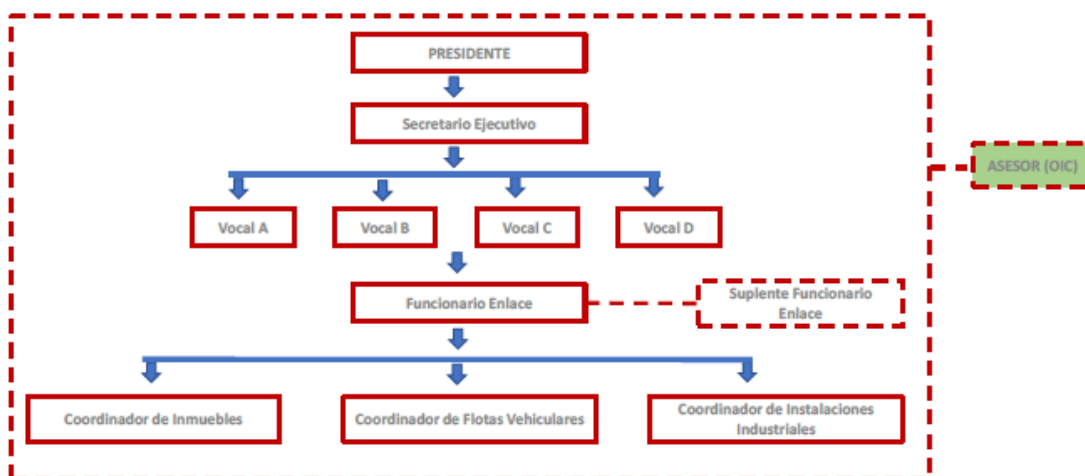 PRESIDENTE
Secretario Ejecutivo
ASESOR (OIC)
Vocal A
Vocal B
Vocal C
Vocal D
Funcionario Enlace
Suplente Funcionario
Enlace
Coordinador de Inmuebles
Coordinador de Flotas Vehiculares
Coordinador de Instalaciones
Industriales